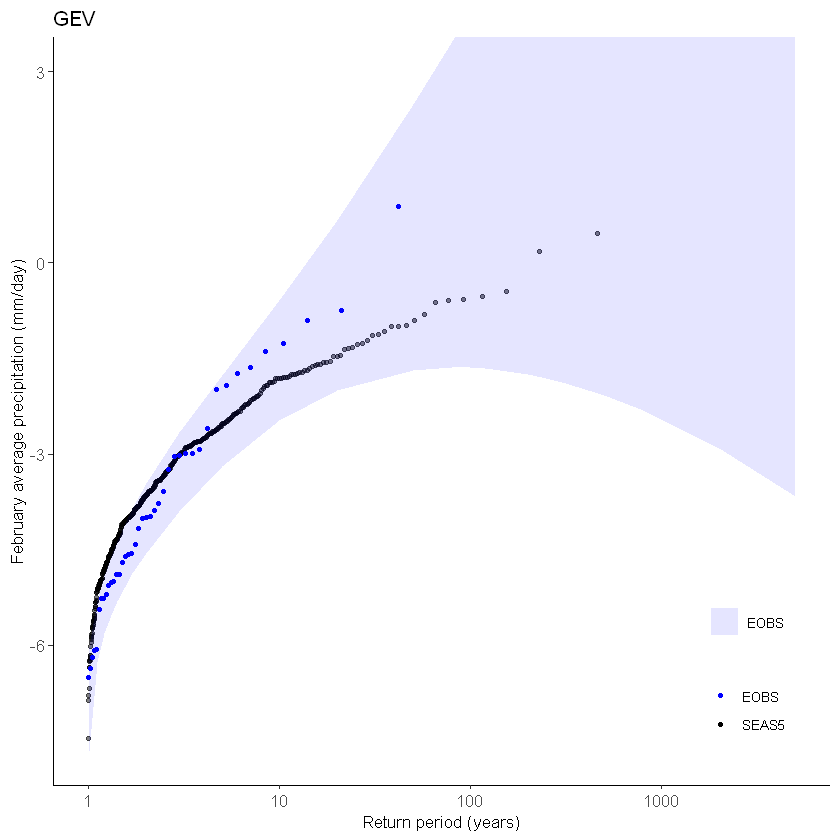 GEV
February average precipitation (mm/day)
3
0
-3
-6
EOBS
EOBS
SEAS5
1
10
100
1000
Return period (years)